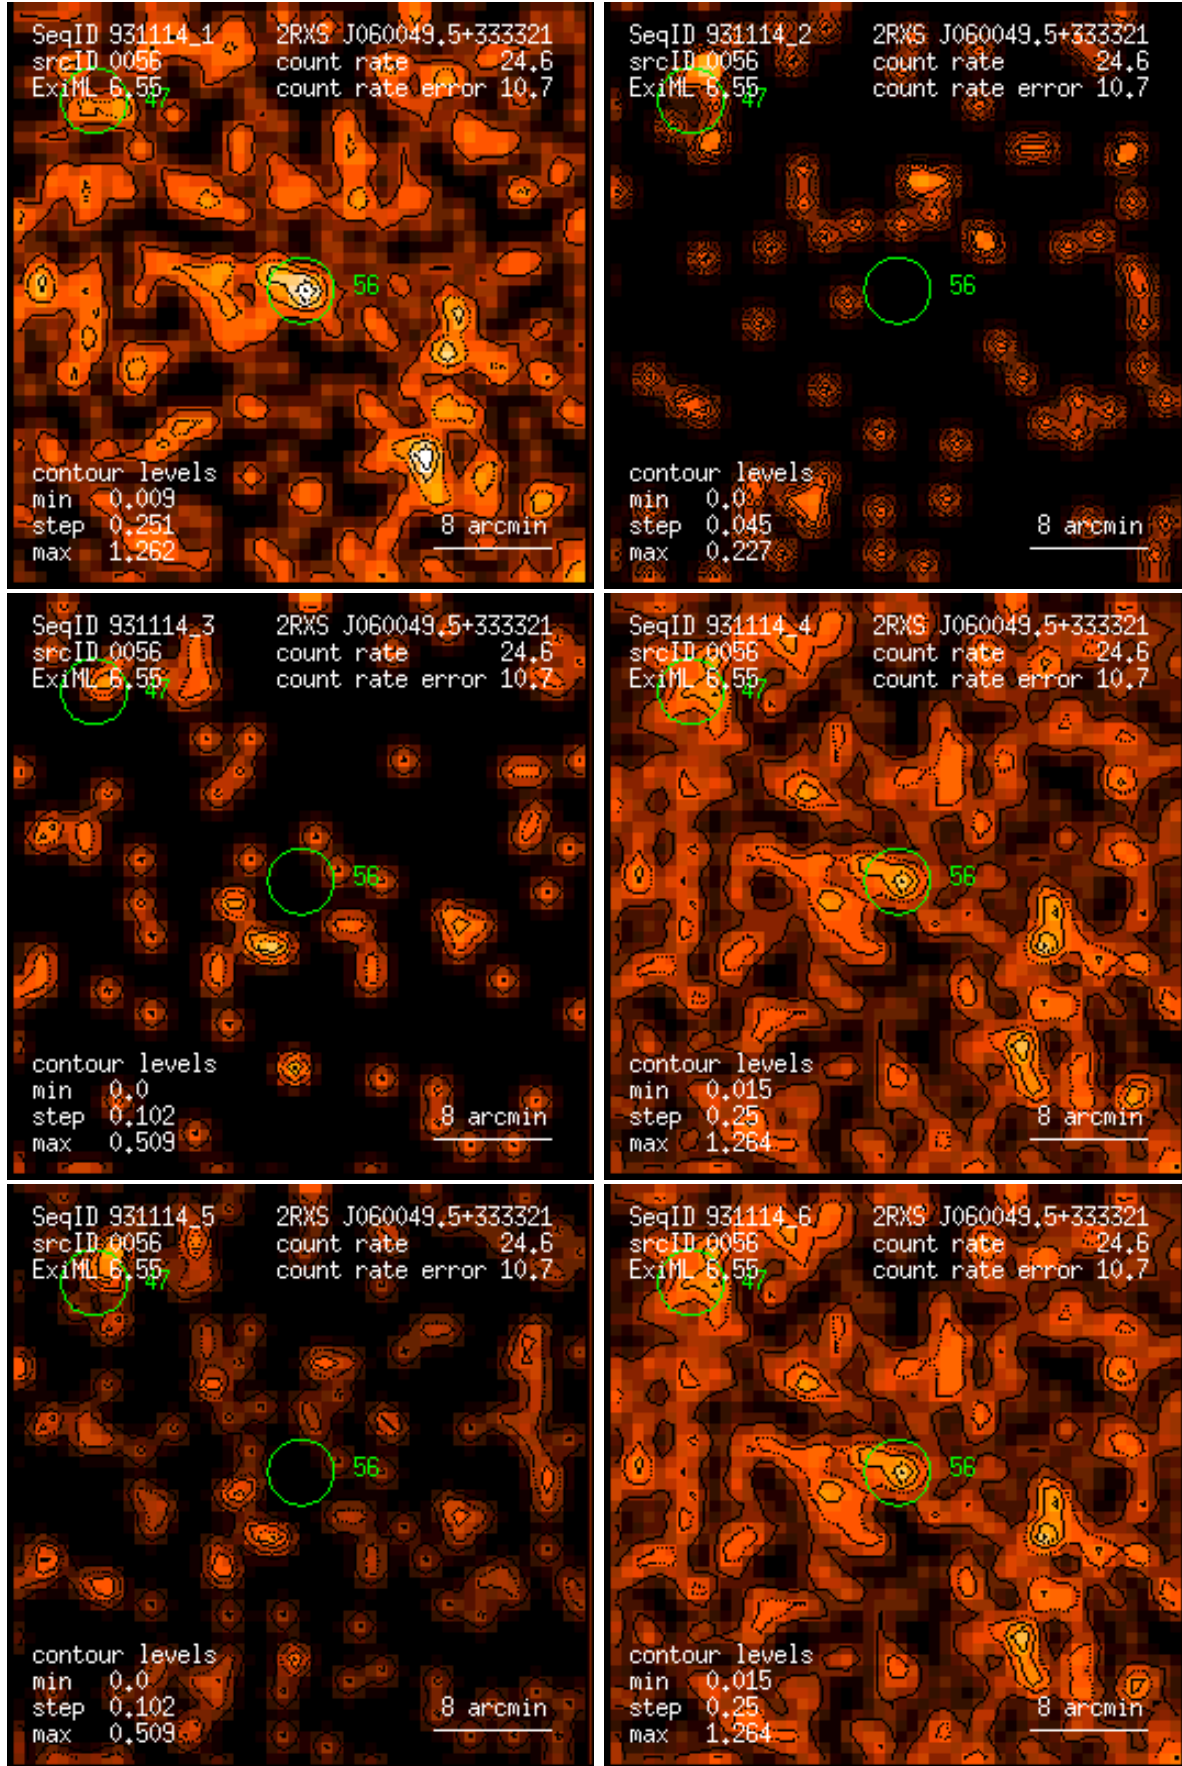 SeqID 931114_1 2RXS J060049.5+333321
srcID 0056 count rate 24.6
ExiML 6.55 47 count rate error 10.7
56
contour levels
min 0.009
step 0.251 8 arcmin
max 1.262
SeqID 931114_2 2RXS J060049.5+333321
srcID 0056 count rate 24.6
ExiML 6.55 47 count rate error 10.7
56
contour levels
min 0.0
step 0.045 8 arcmin
max 0.227
SeqID 931114_3 2RXS J060049.5+333321
srcID 0056 count rate 24.6
ExiML 6.55 47 count rate error 10.7
56
contour levels
min 0.0
step 0.102 8 arcmin
max 0.509
SeqID 931114_4 2RXS J060049.5+333321
srcID 0056 count rate 24.6
ExiML 6.55 47 count rate error 10.7
56
contour levels
min 0.015
step 0.25 8 arcmin
max 1.264
SeqID 931114_5 2RXS J060049.5+333321
srcID 0056 count rate 24.6
ExiML 6.55 47 count rate error 10.7
56
contour levels
min 0.0
step 0.102 8 arcmin
max 0.509
SeqID 931114_6 2RXS J060049.5+333321
srcID 0056 count rate 24.6
ExiML 6.55 47 count rate error 10.7
56
contour levels
min 0.015
step 0.25 8 arcmin
max 1.264